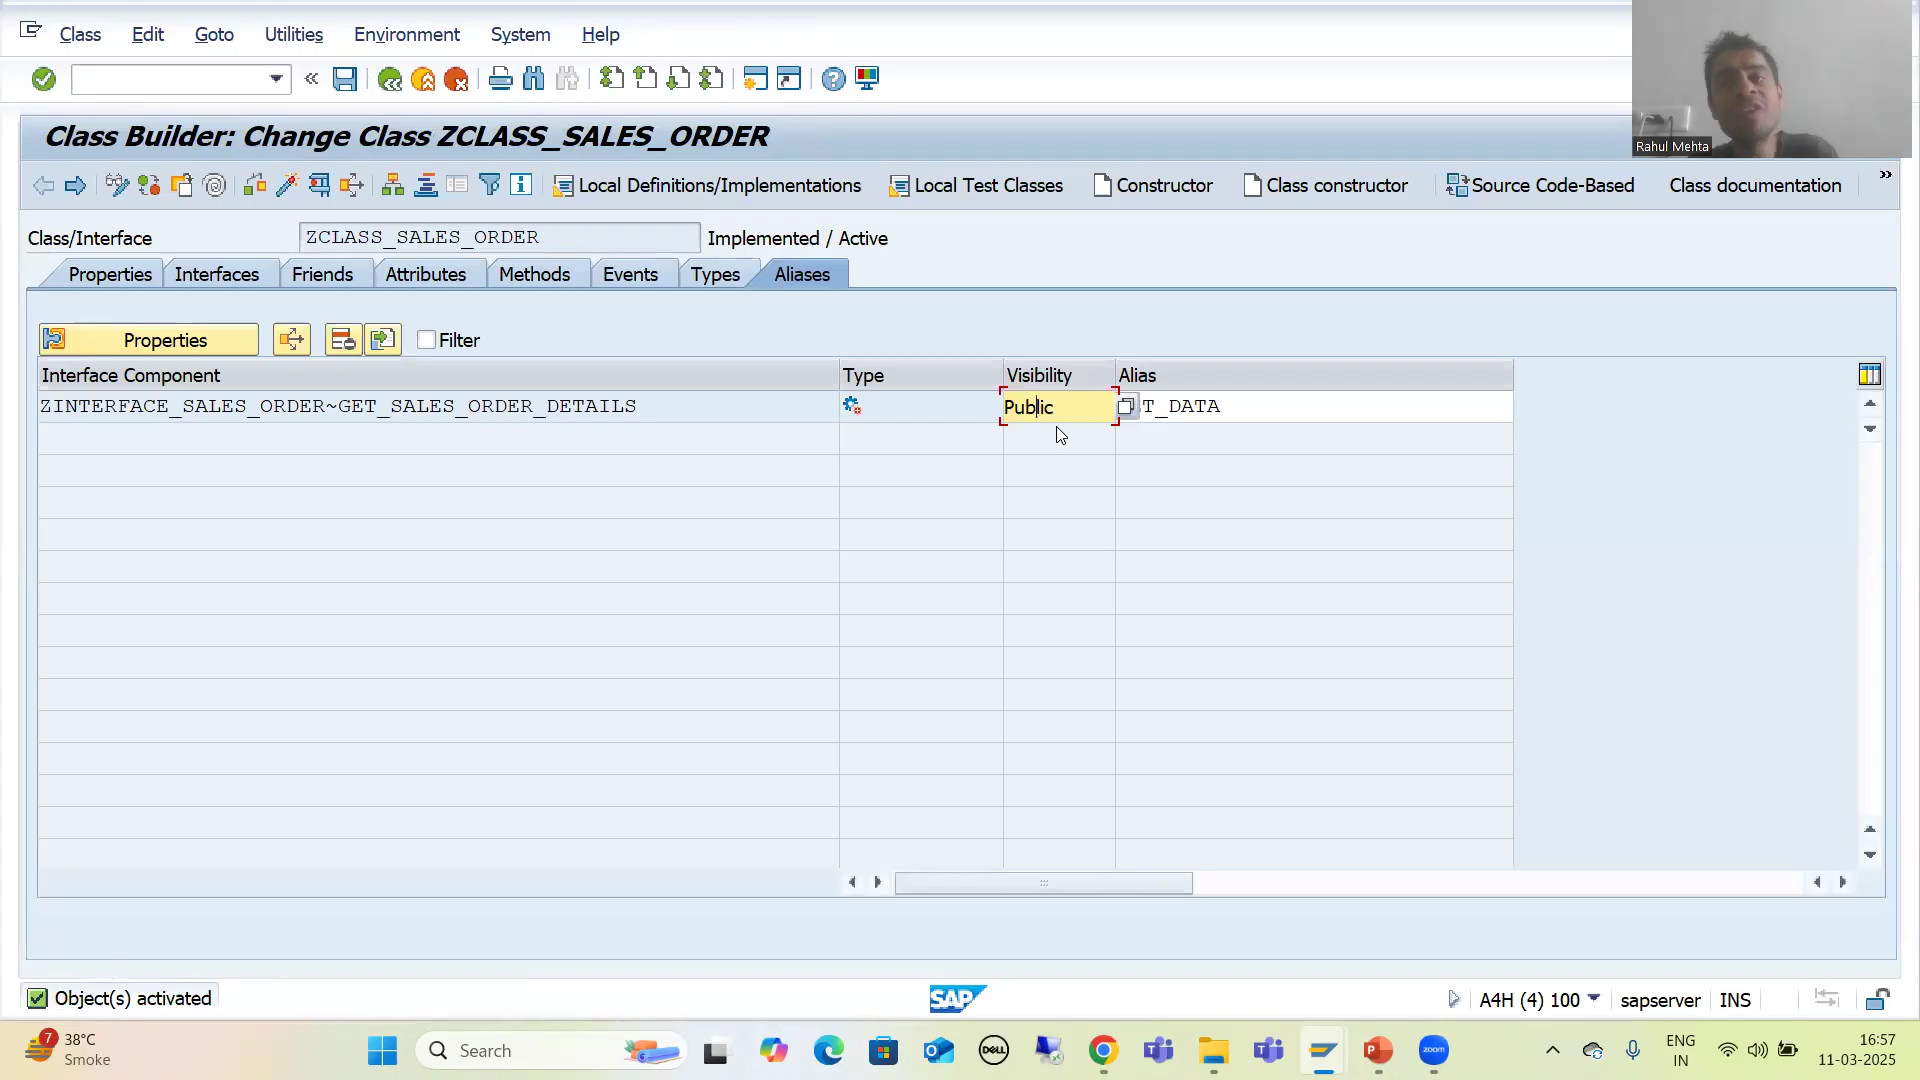 Class Edit Goto Utilities Environment System Help
Rahul Mehta
Class Builder: Change Class ZCLASS_SALES_ORDER
Local Definitions/Implementations Local Test Classes Constructor Class constructor Source Code-Based Class documentation
Class/Interface ZCLASS_SALES_ORDER Implemented / Active
Properties Interfaces Friends Attributes Methods Events Types Aliases
Properties Filter
Interface Component Type Visibility Alias
ZINTERFACE_SALES_ORDER~GET_SALES_ORDER_DETAILS Public T_DATA
Object(s) activated SAP A4H (4) 100 sapserver INS
7 38°C Smoke
Search
DELL
zoom
ENG IN
16:57
11-03-2025